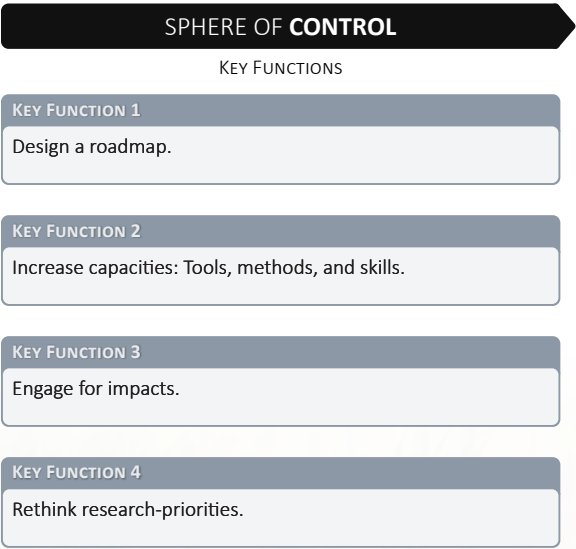 SPHERE OF CONTROL
KEY FUNCTIONS
KEY FUNCTION 1
Design a roadmap.
KEY FUNCTION 2
Increase capacities: Tools, methods, and skills.
KEY FUNCTION 3
Engage for impacts.
KEY FUNCTION 4
Rethink research-priorities.